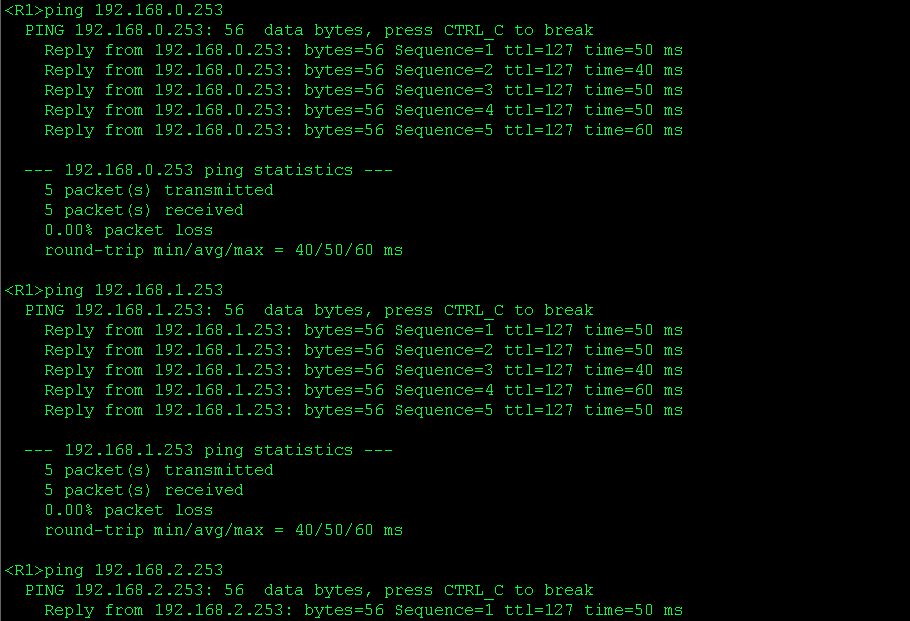 <R1>ping 192.168.0.253
  PING 192.168.0.253: 56  data bytes, press CTRL_C to break
    Reply from 192.168.0.253: bytes=56 Sequence=1 ttl=127 time=50 ms
    Reply from 192.168.0.253: bytes=56 Sequence=2 ttl=127 time=40 ms
    Reply from 192.168.0.253: bytes=56 Sequence=3 ttl=127 time=50 ms
    Reply from 192.168.0.253: bytes=56 Sequence=4 ttl=127 time=50 ms
    Reply from 192.168.0.253: bytes=56 Sequence=5 ttl=127 time=60 ms
  --- 192.168.0.253 ping statistics ---
    5 packet(s) transmitted
    5 packet(s) received
    0.00% packet loss
    round-trip min/avg/max = 40/50/60 ms
<R1>ping 192.168.1.253
  PING 192.168.1.253: 56  data bytes, press CTRL_C to break
    Reply from 192.168.1.253: bytes=56 Sequence=1 ttl=127 time=50 ms
    Reply from 192.168.1.253: bytes=56 Sequence=2 ttl=127 time=50 ms
    Reply from 192.168.1.253: bytes=56 Sequence=3 ttl=127 time=40 ms
    Reply from 192.168.1.253: bytes=56 Sequence=4 ttl=127 time=60 ms
    Reply from 192.168.1.253: bytes=56 Sequence=5 ttl=127 time=50 ms
  --- 192.168.1.253 ping statistics ---
    5 packet(s) transmitted
    5 packet(s) received
    0.00% packet loss
    round-trip min/avg/max = 40/50/60 ms
<R1>ping 192.168.2.253
  PING 192.168.2.253: 56  data bytes, press CTRL_C to break
    Reply from 192.168.2.253: bytes=56 Sequence=1 ttl=127 time=50 ms